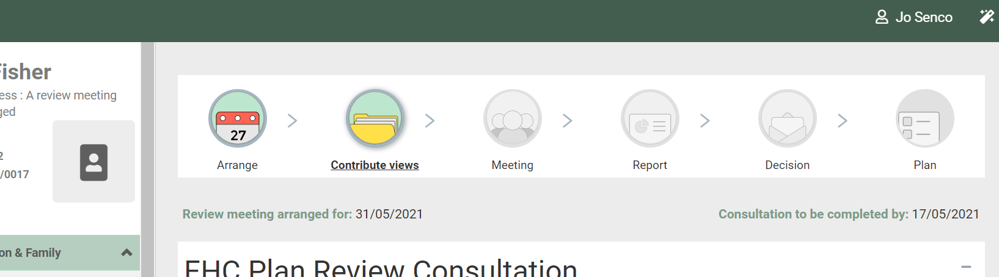 Jo Senco
Fisher
ess : A review meeting
ged
2
/0017
27
Arrange
Contribute views
Meeting
Report
Decision
Plan
Review meeting arranged for: 31/05/2021
Consultation to be completed by: 17/05/2021
on & Family
EHC Plan Review Consultation